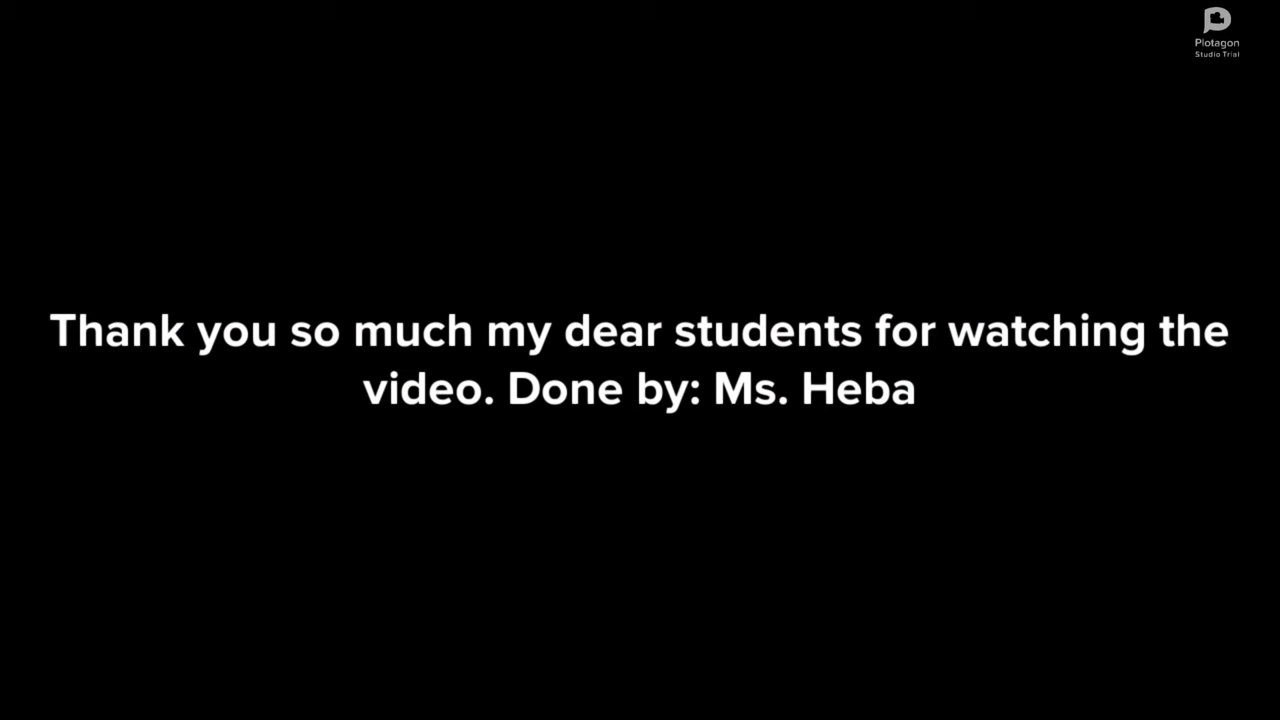 Plotagon
Studio Trial
Thank you so much my dear students for watching the
video. Done by: Ms. Heba